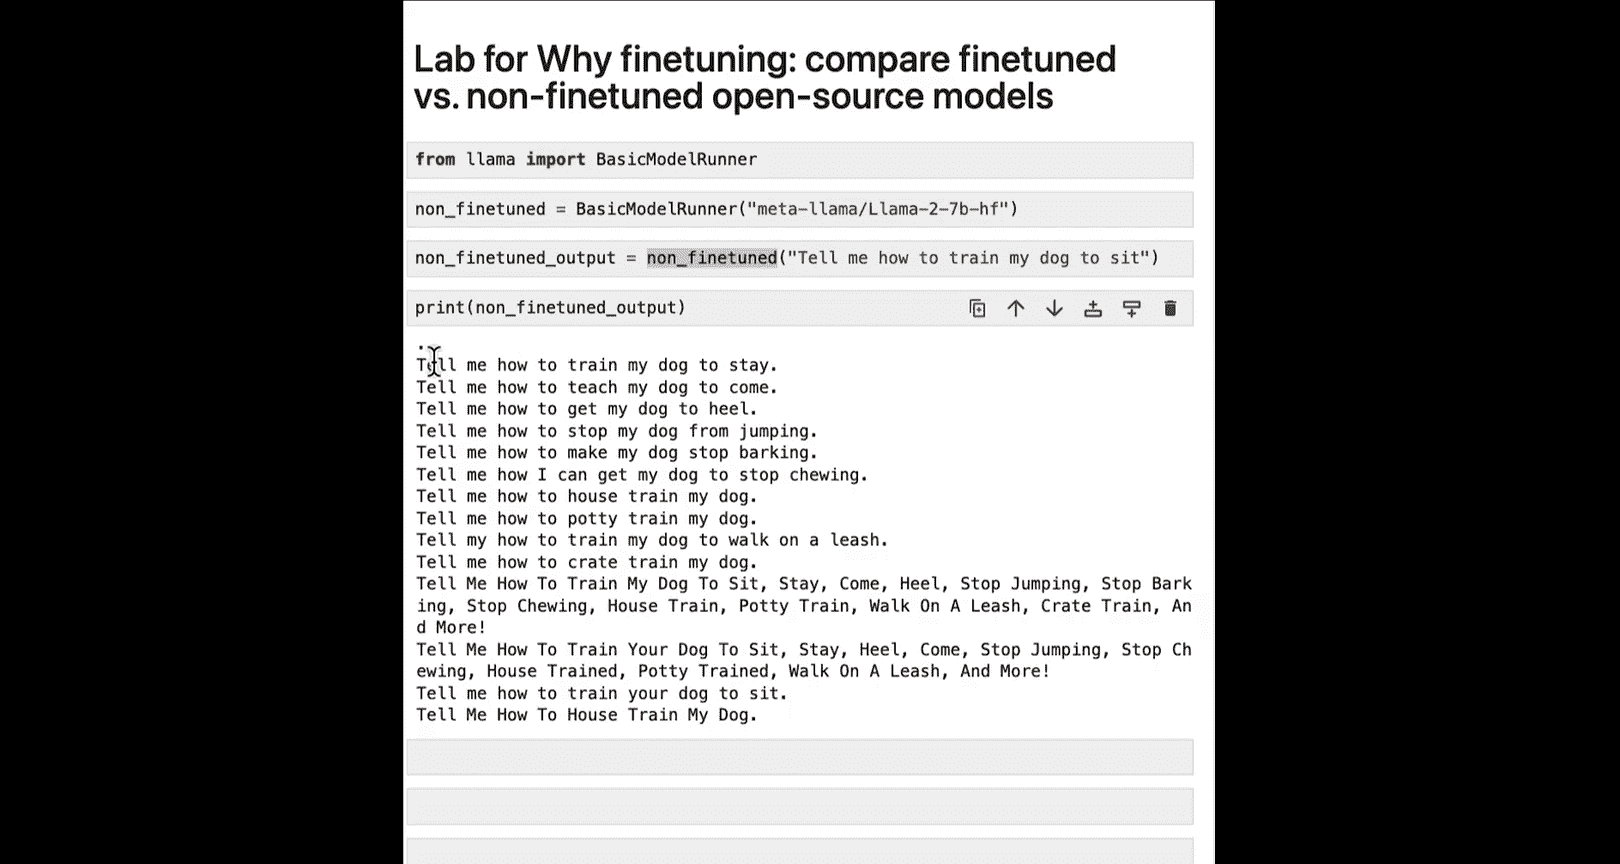 Lab for Why finetuning: compare finetuned
vs. non-finetuned open-source models
from llama import BasicModelRunner
non_finetuned = BasicModelRunner("meta-llama/Llama-2-7b-hf")
non_finetuned_output = non_finetuned("Tell me how to train my dog to sit")
print(non_finetuned_output)
.
Tell me how to train my dog to stay.
Tell me how to teach my dog to come.
Tell me how to get my dog to heel.
Tell me how to stop my dog from jumping.
Tell me how to make my dog stop barking.
Tell me how I can get my dog to stop chewing.
Tell me how to house train my dog.
Tell me how to potty train my dog.
Tell my how to train my dog to walk on a leash.
Tell me how to crate train my dog.
Tell Me How To Train My Dog To Sit, Stay, Come, Heel, Stop Jumping, Stop Bark
ing, Stop Chewing, House Train, Potty Train, Walk On A Leash, Crate Train, An
d More!
Tell Me How To Train Your Dog To Sit, Stay, Heel, Come, Stop Jumping, Stop Ch
ewing, House Trained, Potty Trained, Walk On A Leash, And More!
Tell me how to train your dog to sit.
Tell Me How To House Train My Dog.